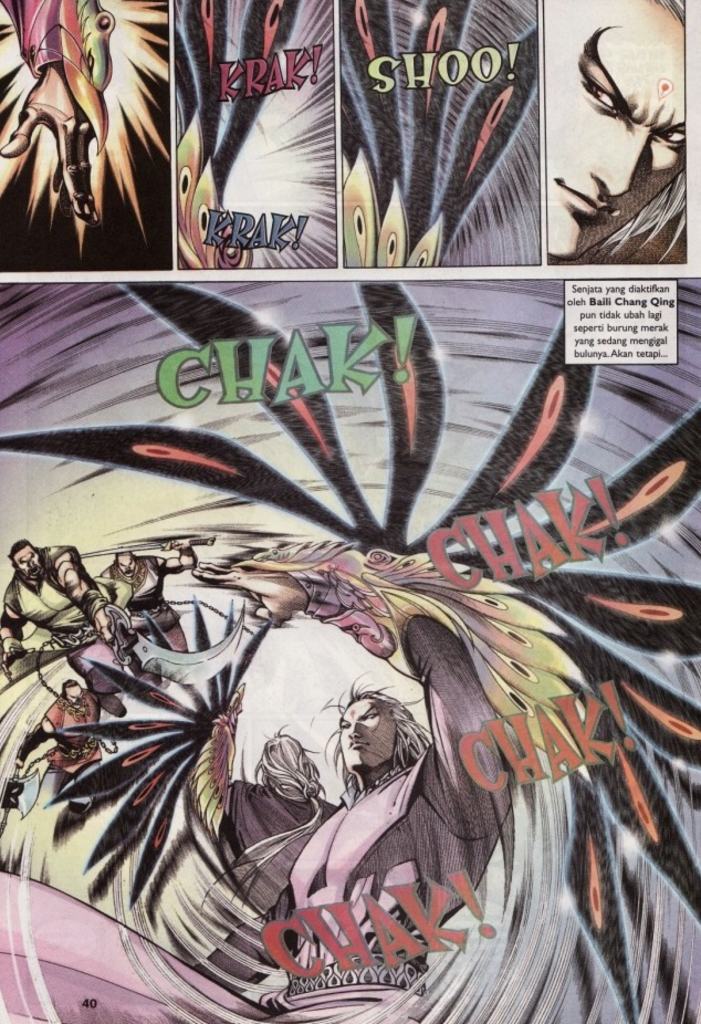 KRAK!
KRAK!
SHOO!
Senjata yang diaktifkan
oleh Baili Chang Qing
pun tidak ubah lagi
seperti burung merak
yang sedang mengigal
bulunya. Akan tetapi...
CHAK!
CHAK!
CHAK!
CHAK!
40